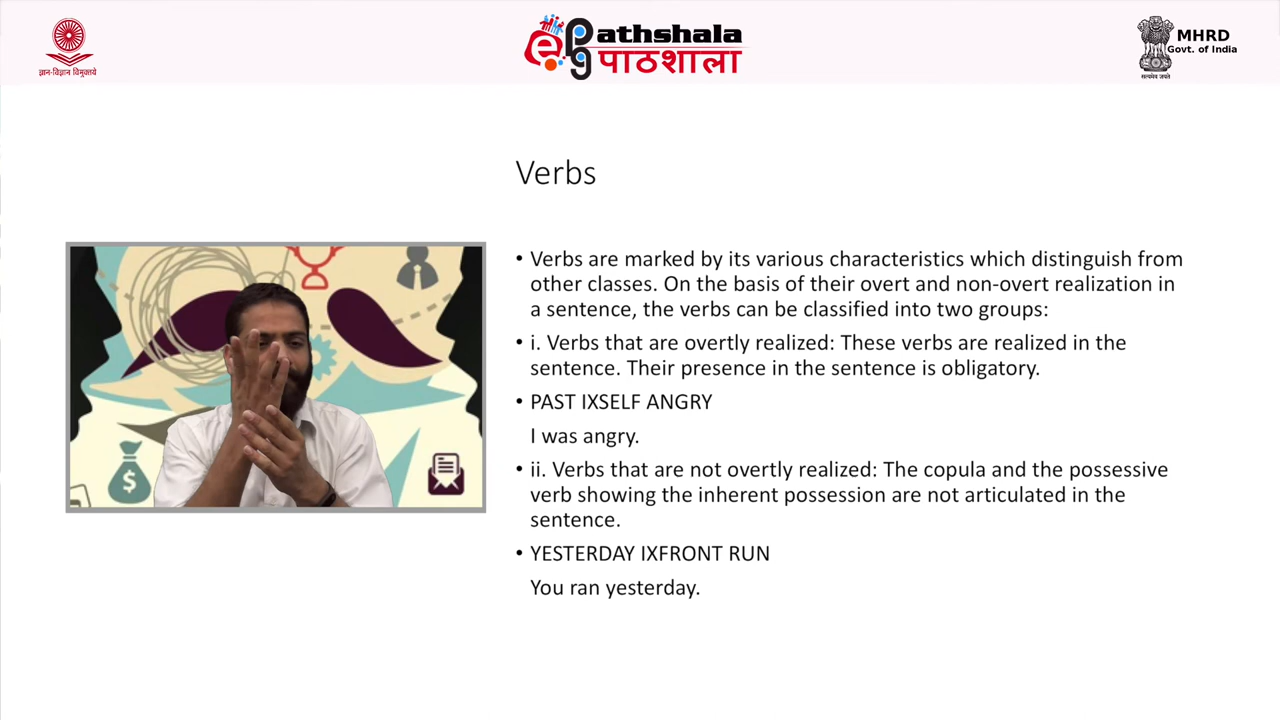 ज्ञान-विज्ञान विमुक्तये
epg
athshala
पाठशाला
MHRD
Govt. of India
सत्यमेव जयते
Verbs
• Verbs are marked by its various characteristics which distinguish from
other classes. On the basis of their overt and non-overt realization in
a sentence, the verbs can be classified into two groups:
• i. Verbs that are overtly realized: These verbs are realized in the
sentence. Their presence in the sentence is obligatory.
• PAST IXSELF ANGRY
I was angry.
• ii. Verbs that are not overtly realized: The copula and the possessive
verb showing the inherent possession are not articulated in the
sentence.
• YESTERDAY IXFRONT RUN
You ran yesterday.
$